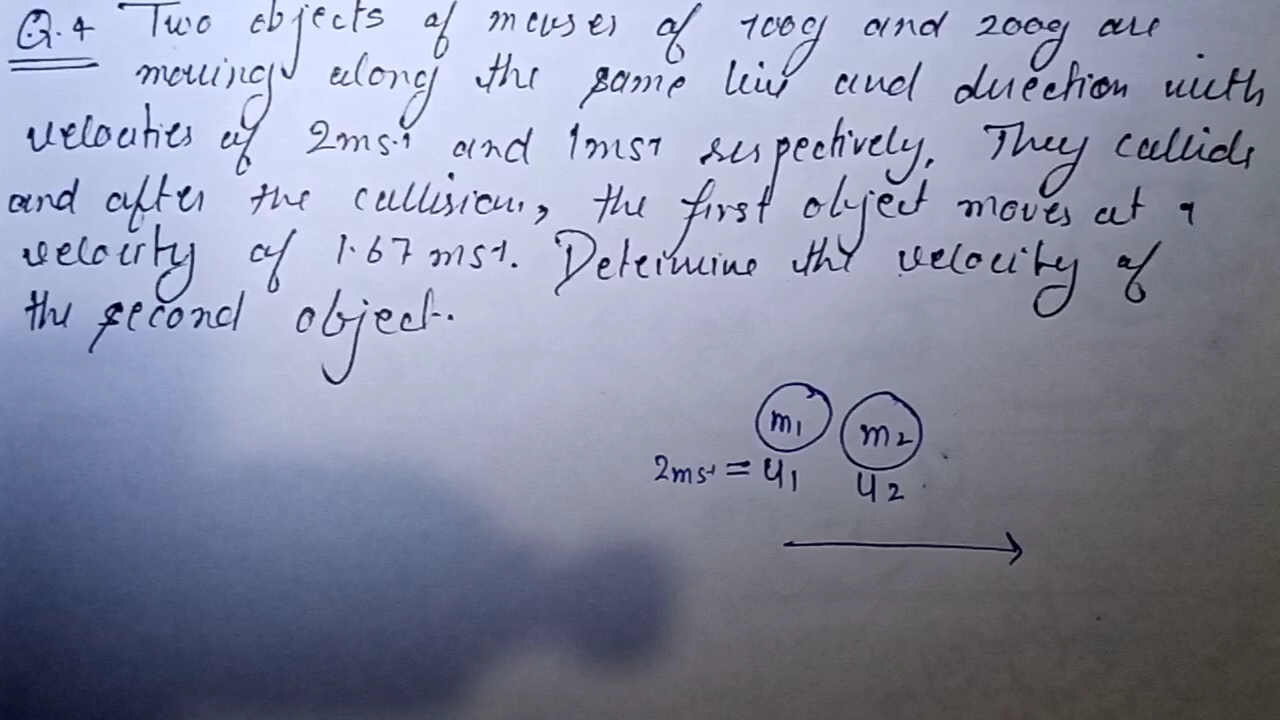 Q.4 Two objects of masses of 100g and 200g are
moving along the same line and direction with
velocities of 2ms-1 and 1ms-1 respectively. They collide
and after the collision, the first object moves at a
velocity of 1.67 ms-1. Determine the velocity of
the second object.
m1 m2
2ms-1 = u1 u2